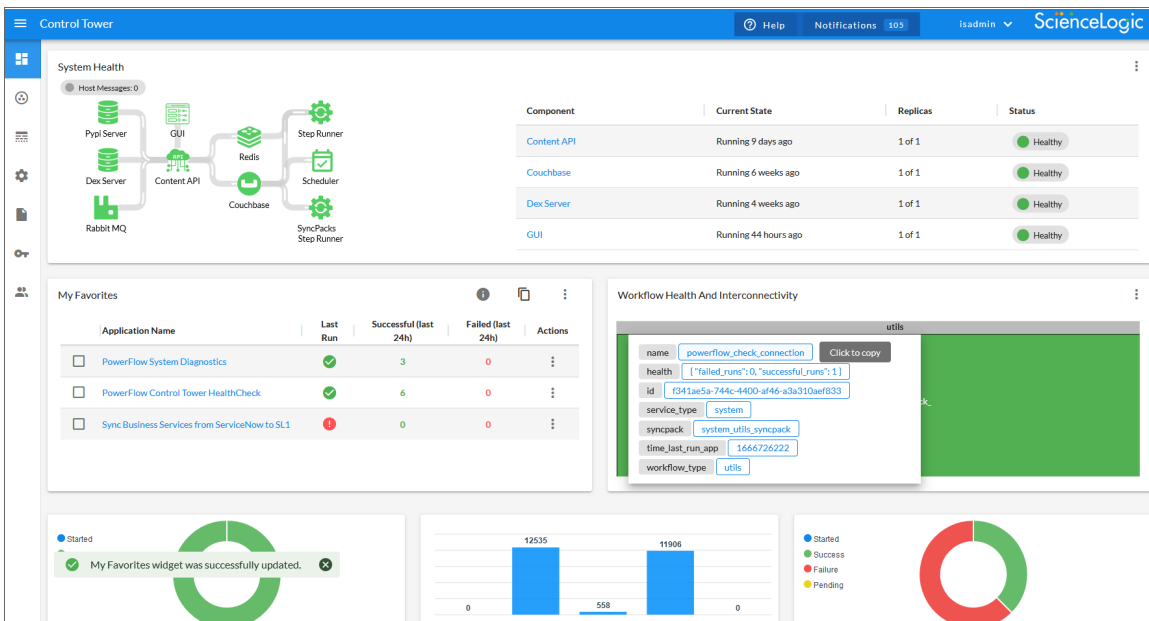 Control Tower
Help
Notifications 105
isadmin
ScienceLogic
System Health
Host Messages: 0
Pypi Server
GUI
Step Runner
Redis
Dex Server
Content API
Scheduler
Couchbase
Rabbit MQ
SyncPacks
Step Runner
API
Component Current State Replicas Status
Content API Running 9 days ago 1 of 1 Healthy
Couchbase Running 6 weeks ago 1 of 1 Healthy
Dex Server Running 4 weeks ago 1 of 1 Healthy
GUI Running 44 hours ago 1 of 1 Healthy
My Favorites
Application Name Last Run Successful (last 24h) Failed (last 24h) Actions
PowerFlow System Diagnostics 3 0
PowerFlow Control Tower HealthCheck 6 0
Sync Business Services from ServiceNow to SL1 0 0
Workflow Health And Interconnectivity
utils
name powerflow_check_connection Click to copy
health {"failed_runs": 0, "successful_runs": 1 }
id f341ae5a-744c-4400-af46-a3a310aef833
service_type system
syncpack system_utils_syncpack
time_last_run_app 1666726222
workflow_type utils
ck_
Started
My Favorites widget was successfully updated.
0 12535 558 11906 0
Started
Success
Failure
Pending